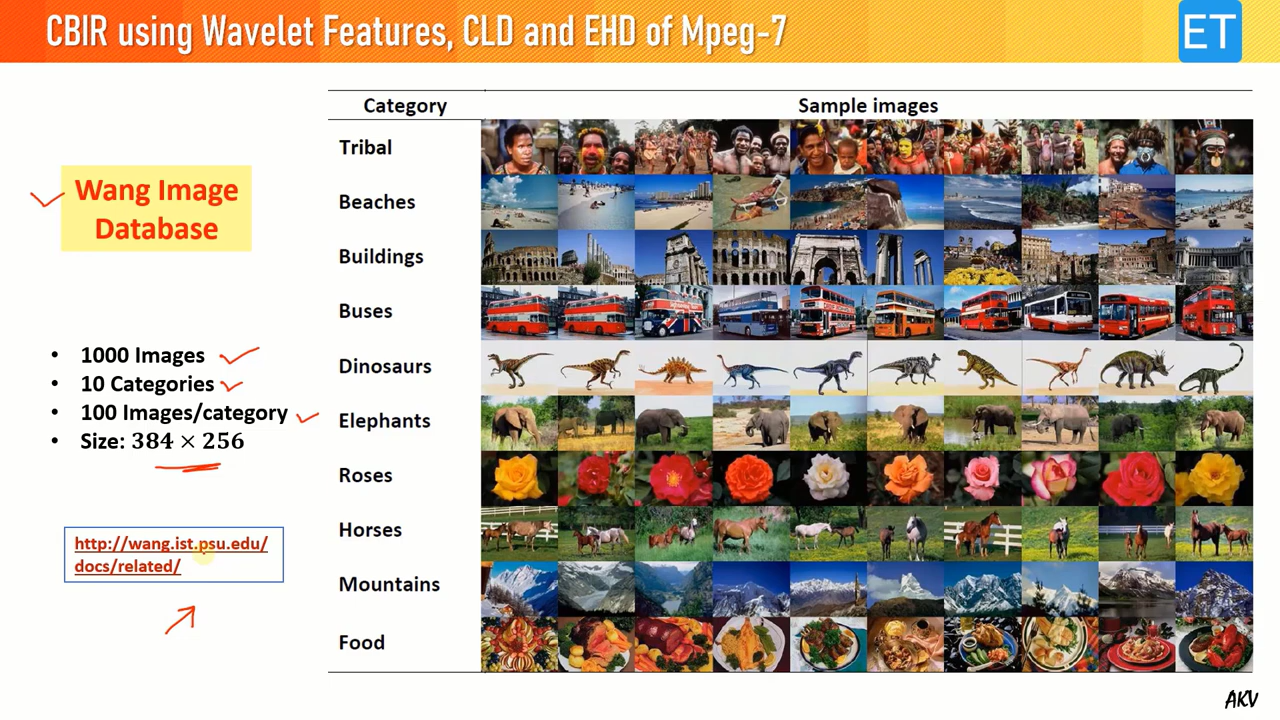 CBIR using Wavelet Features, CLD and EHD of Mpeg-7
ET
Wang Image
Database
• 1000 Images
• 10 Categories
• 100 Images/category
• Size: 384 × 256
http://wang.ist.psu.edu/
docs/related/
Category Sample images
Tribal
Beaches
Buildings
Buses
Dinosaurs
Elephants
Roses
Horses
Mountains
Food
AKV